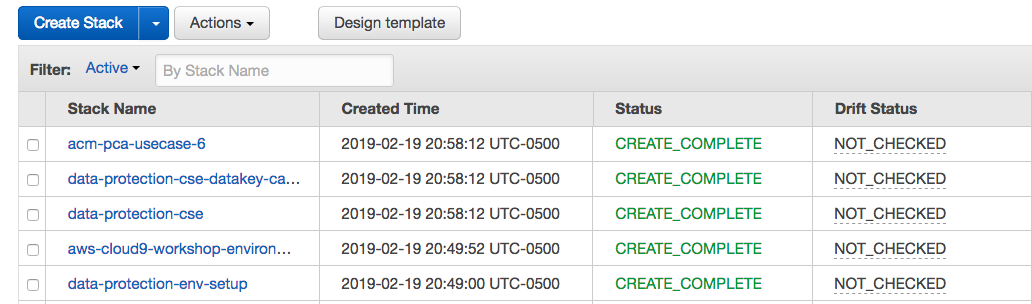 Create Stack Actions Design template
Filter: Active By Stack Name
Stack Name Created Time Status Drift Status
acm-pca-usecase-6 2019-02-19 20:58:12 UTC-0500 CREATE_COMPLETE NOT_CHECKED
data-protection-cse-datakey-ca... 2019-02-19 20:58:12 UTC-0500 CREATE_COMPLETE NOT_CHECKED
data-protection-cse 2019-02-19 20:58:12 UTC-0500 CREATE_COMPLETE NOT_CHECKED
aws-cloud9-workshop-environ... 2019-02-19 20:49:52 UTC-0500 CREATE_COMPLETE NOT_CHECKED
data-protection-env-setup 2019-02-19 20:49:00 UTC-0500 CREATE_COMPLETE NOT_CHECKED